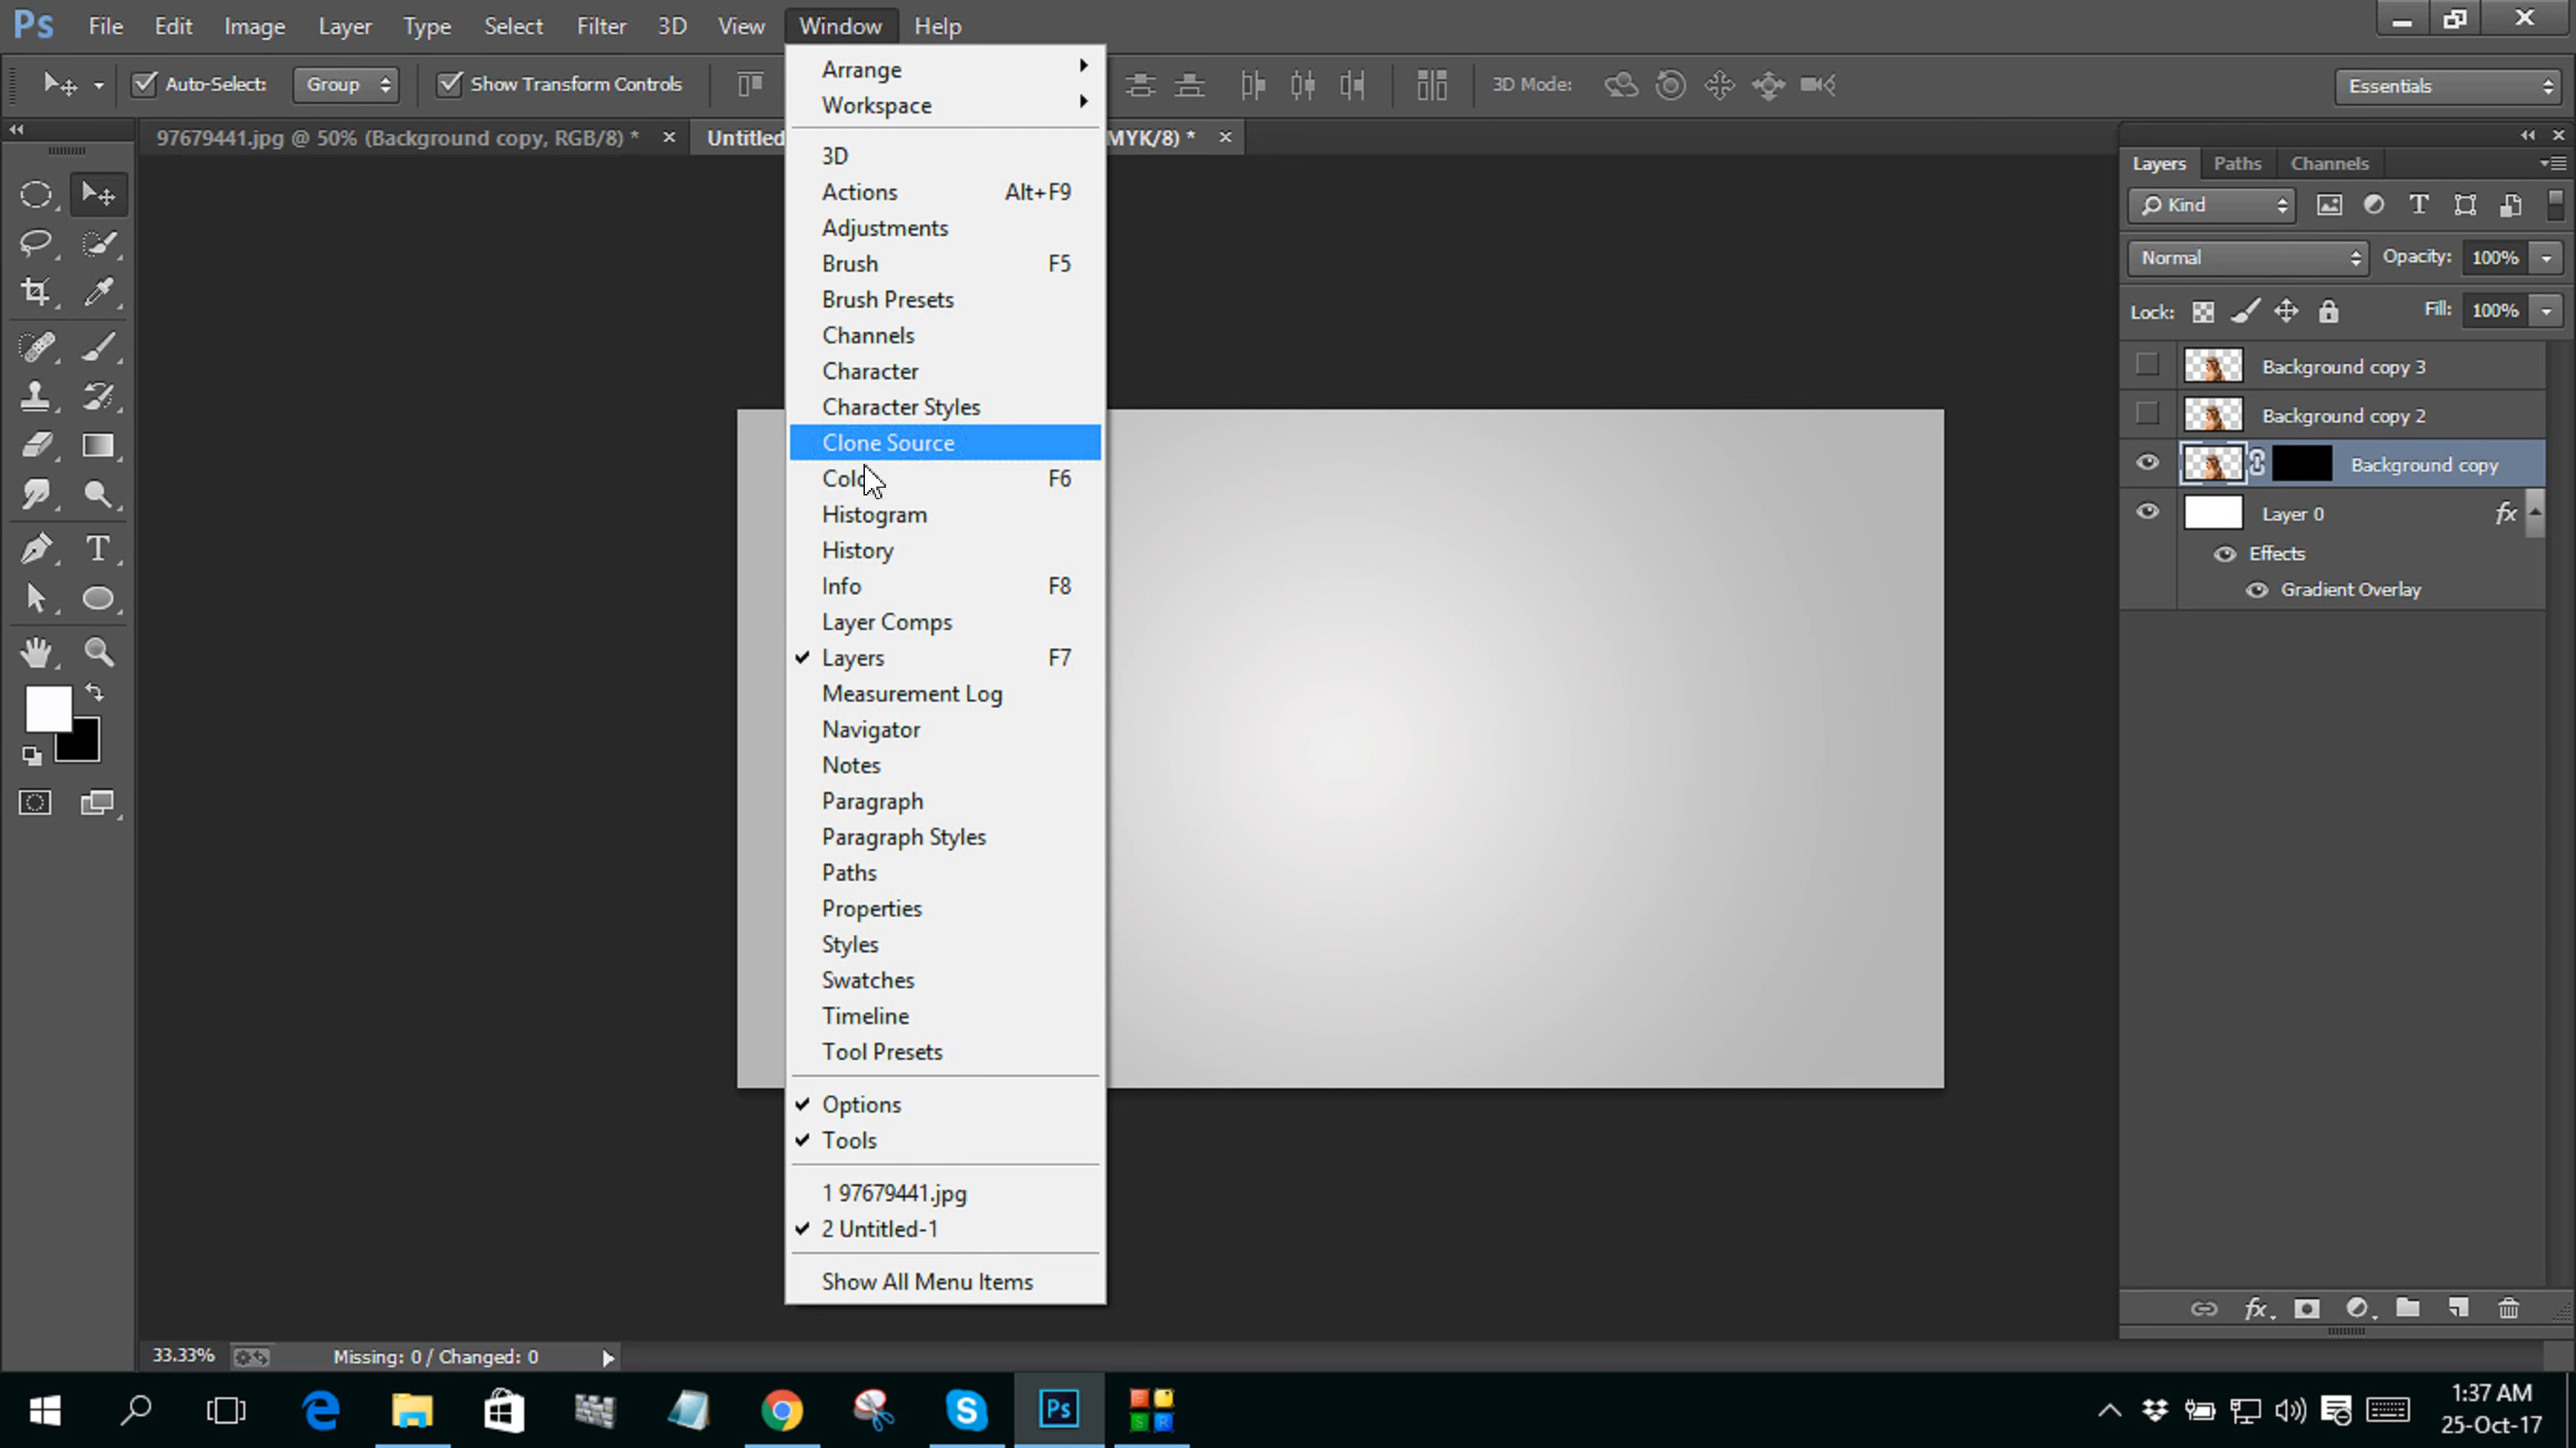 Ps File Edit Image Layer Type Select Filter 3D View Window Help
Auto-Select: Group Show Transform Controls 3D Mode: Essentials
97679441.jpg @ 50% (Background copy, RGB/8) * Untitled MYK/8) *
Arrange
Workspace
3D
Actions Alt+F9
Adjustments
Brush F5
Brush Presets
Channels
Character
Character Styles
Clone Source
Colo F6
Histogram
History
Info F8
Layer Comps
Layers F7
Measurement Log
Navigator
Notes
Paragraph
Paragraph Styles
Paths
Properties
Styles
Swatches
Timeline
Tool Presets
Options
Tools
1 97679441.jpg
2 Untitled-1
Show All Menu Items
Layers Paths Channels
Kind
Normal Opacity: 100%
Lock: Fill: 100%
Background copy 3
Background copy 2
Background copy
Layer 0 fx
Effects
Gradient Overlay
fx
33.33% Missing: 0 / Changed: 0
Ps
1:37 AM
25-Oct-17